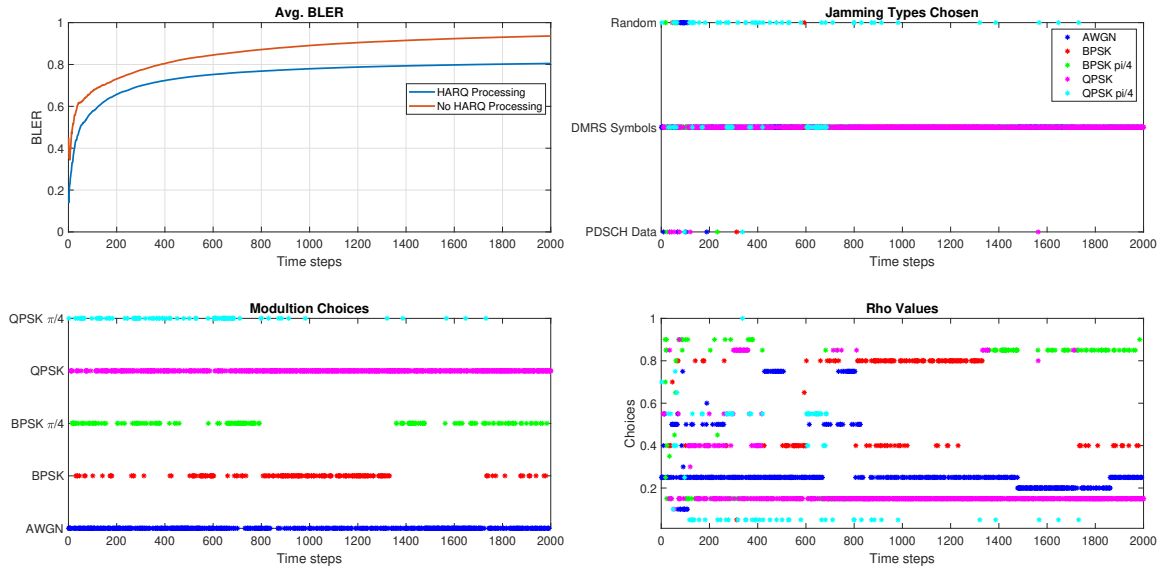 Avg. BLER
1
0.8
0.6
0.4
0.2
0
BLER
HARQ Processing
No HARQ Processing
0 200 400 600 800 1000 1200 1400 1600 1800 2000
Time steps
Jamming Types Chosen
Random
DMRS Symbols
PDSCH Data
AWGN
BPSK
BPSK pi/4
QPSK
QPSK pi/4
0 200 400 600 800 1000 1200 1400 1600 1800 2000
Time steps
Modultion Choices
QPSK π/4
QPSK
BPSK π/4
BPSK
AWGN
0 200 400 600 800 1000 1200 1400 1600 1800 2000
Time steps
Rho Values
1
0.8
0.6
0.4
0.2
Choices
0 200 400 600 800 1000 1200 1400 1600 1800 2000
Time steps